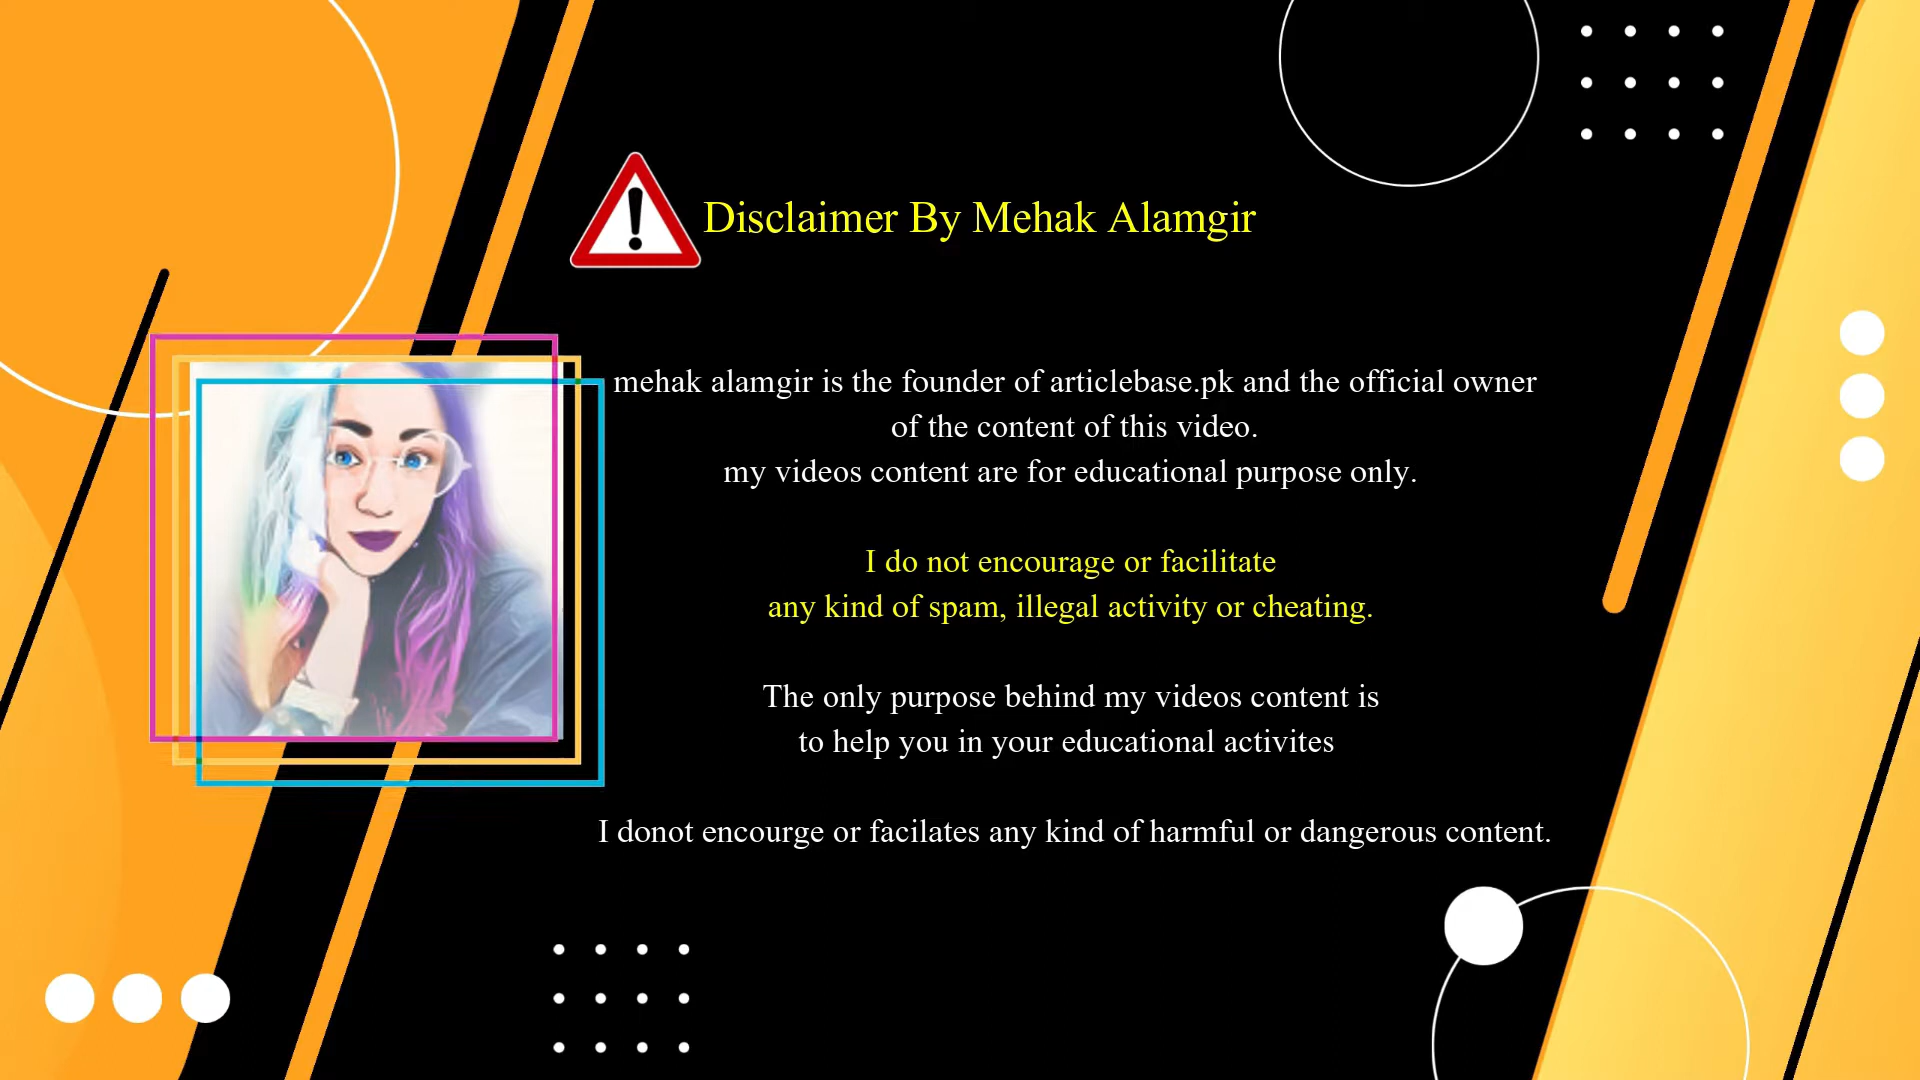 Disclaimer By Mehak Alamgir
mehak alamgir is the founder of articlebase.pk and the official owner
of the content of this video.
my videos content are for educational purpose only.
I do not encourage or facilitate
any kind of spam, illegal activity or cheating.
The only purpose behind my videos content is
to help you in your educational activites
I donot encourge or facilates any kind of harmful or dangerous content.